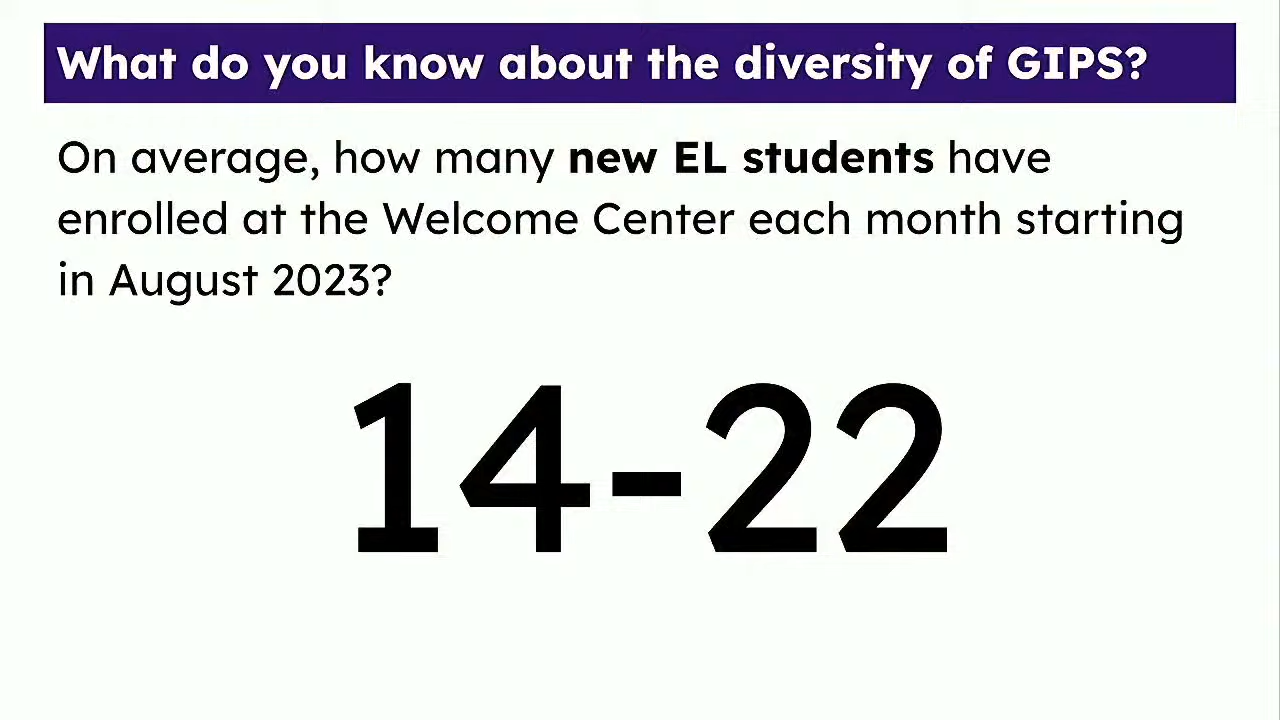 What do you know about the diversity of GIPS?
On average, how many new EL students have
enrolled at the Welcome Center each month starting
in August 2023?
14-22